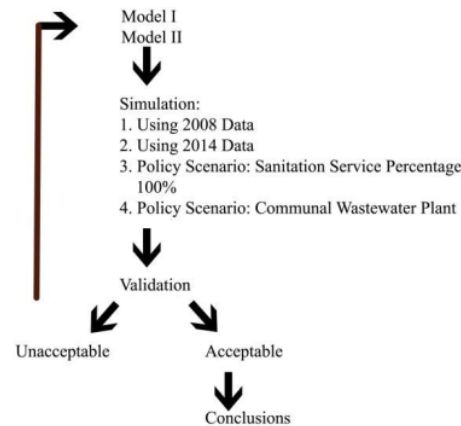 Model I
Model II
Simulation:
1. Using 2008 Data
2. Using 2014 Data
3. Policy Scenario: Sanitation Service Percentage
100%
4. Policy Scenario: Communal Wastewater Plant
Validation
Unacceptable
Acceptable
Conclusions